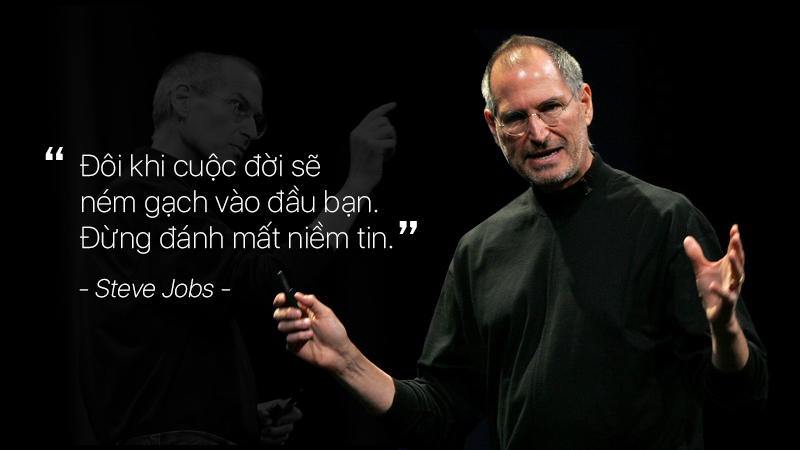 “ Đôi khi cuộc đời sẽ
ném gạch vào đầu bạn.
Đừng đánh mất niềm tin. ”
- Steve Jobs -